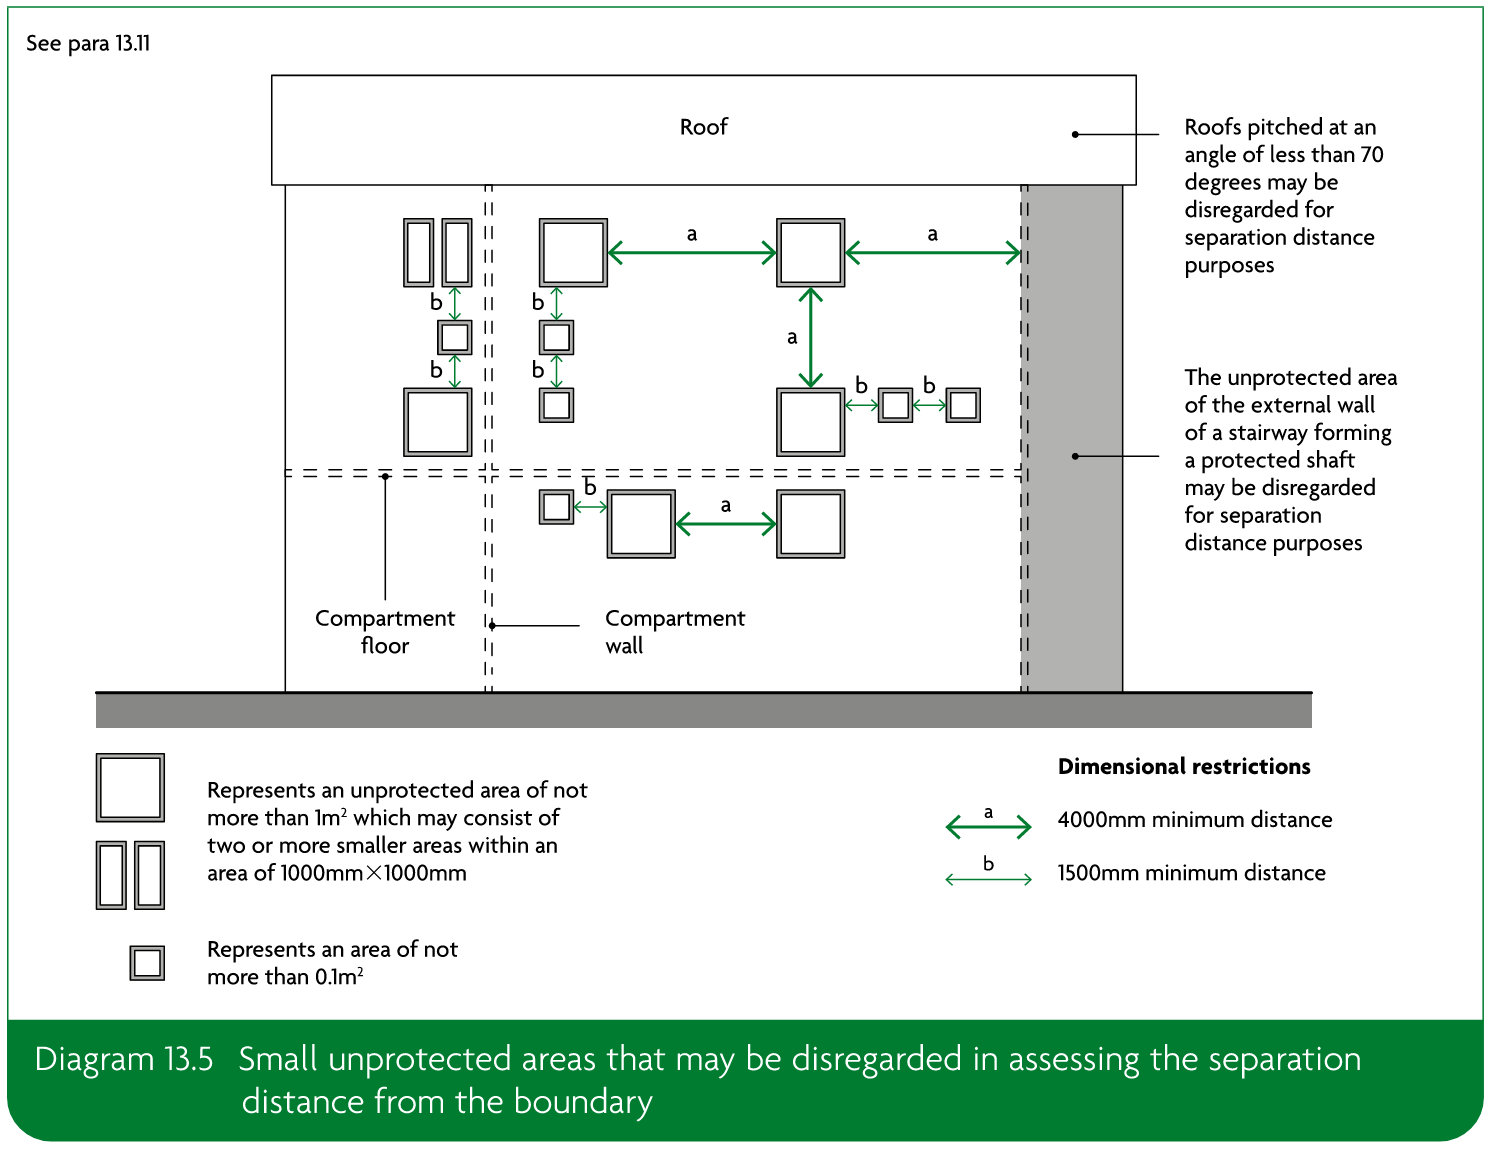 See para 13.11
Roof
Roofs pitched at an
angle of less than 70
degrees may be
disregarded for
separation distance
purposes
a
a
b
b
a
b
b
b
b
The unprotected area
of the external wall
of a stairway forming
a protected shaft
may be disregarded
for separation
distance purposes
b
a
Compartment
floor
Compartment
wall
Represents an unprotected area of not
more than 1m² which may consist of
two or more smaller areas within an
area of 1000mm×1000mm
Represents an area of not
more than 0.1m²
Dimensional restrictions
a
4000mm minimum distance
b
1500mm minimum distance
Diagram 13.5 Small unprotected areas that may be disregarded in assessing the separation
distance from the boundary